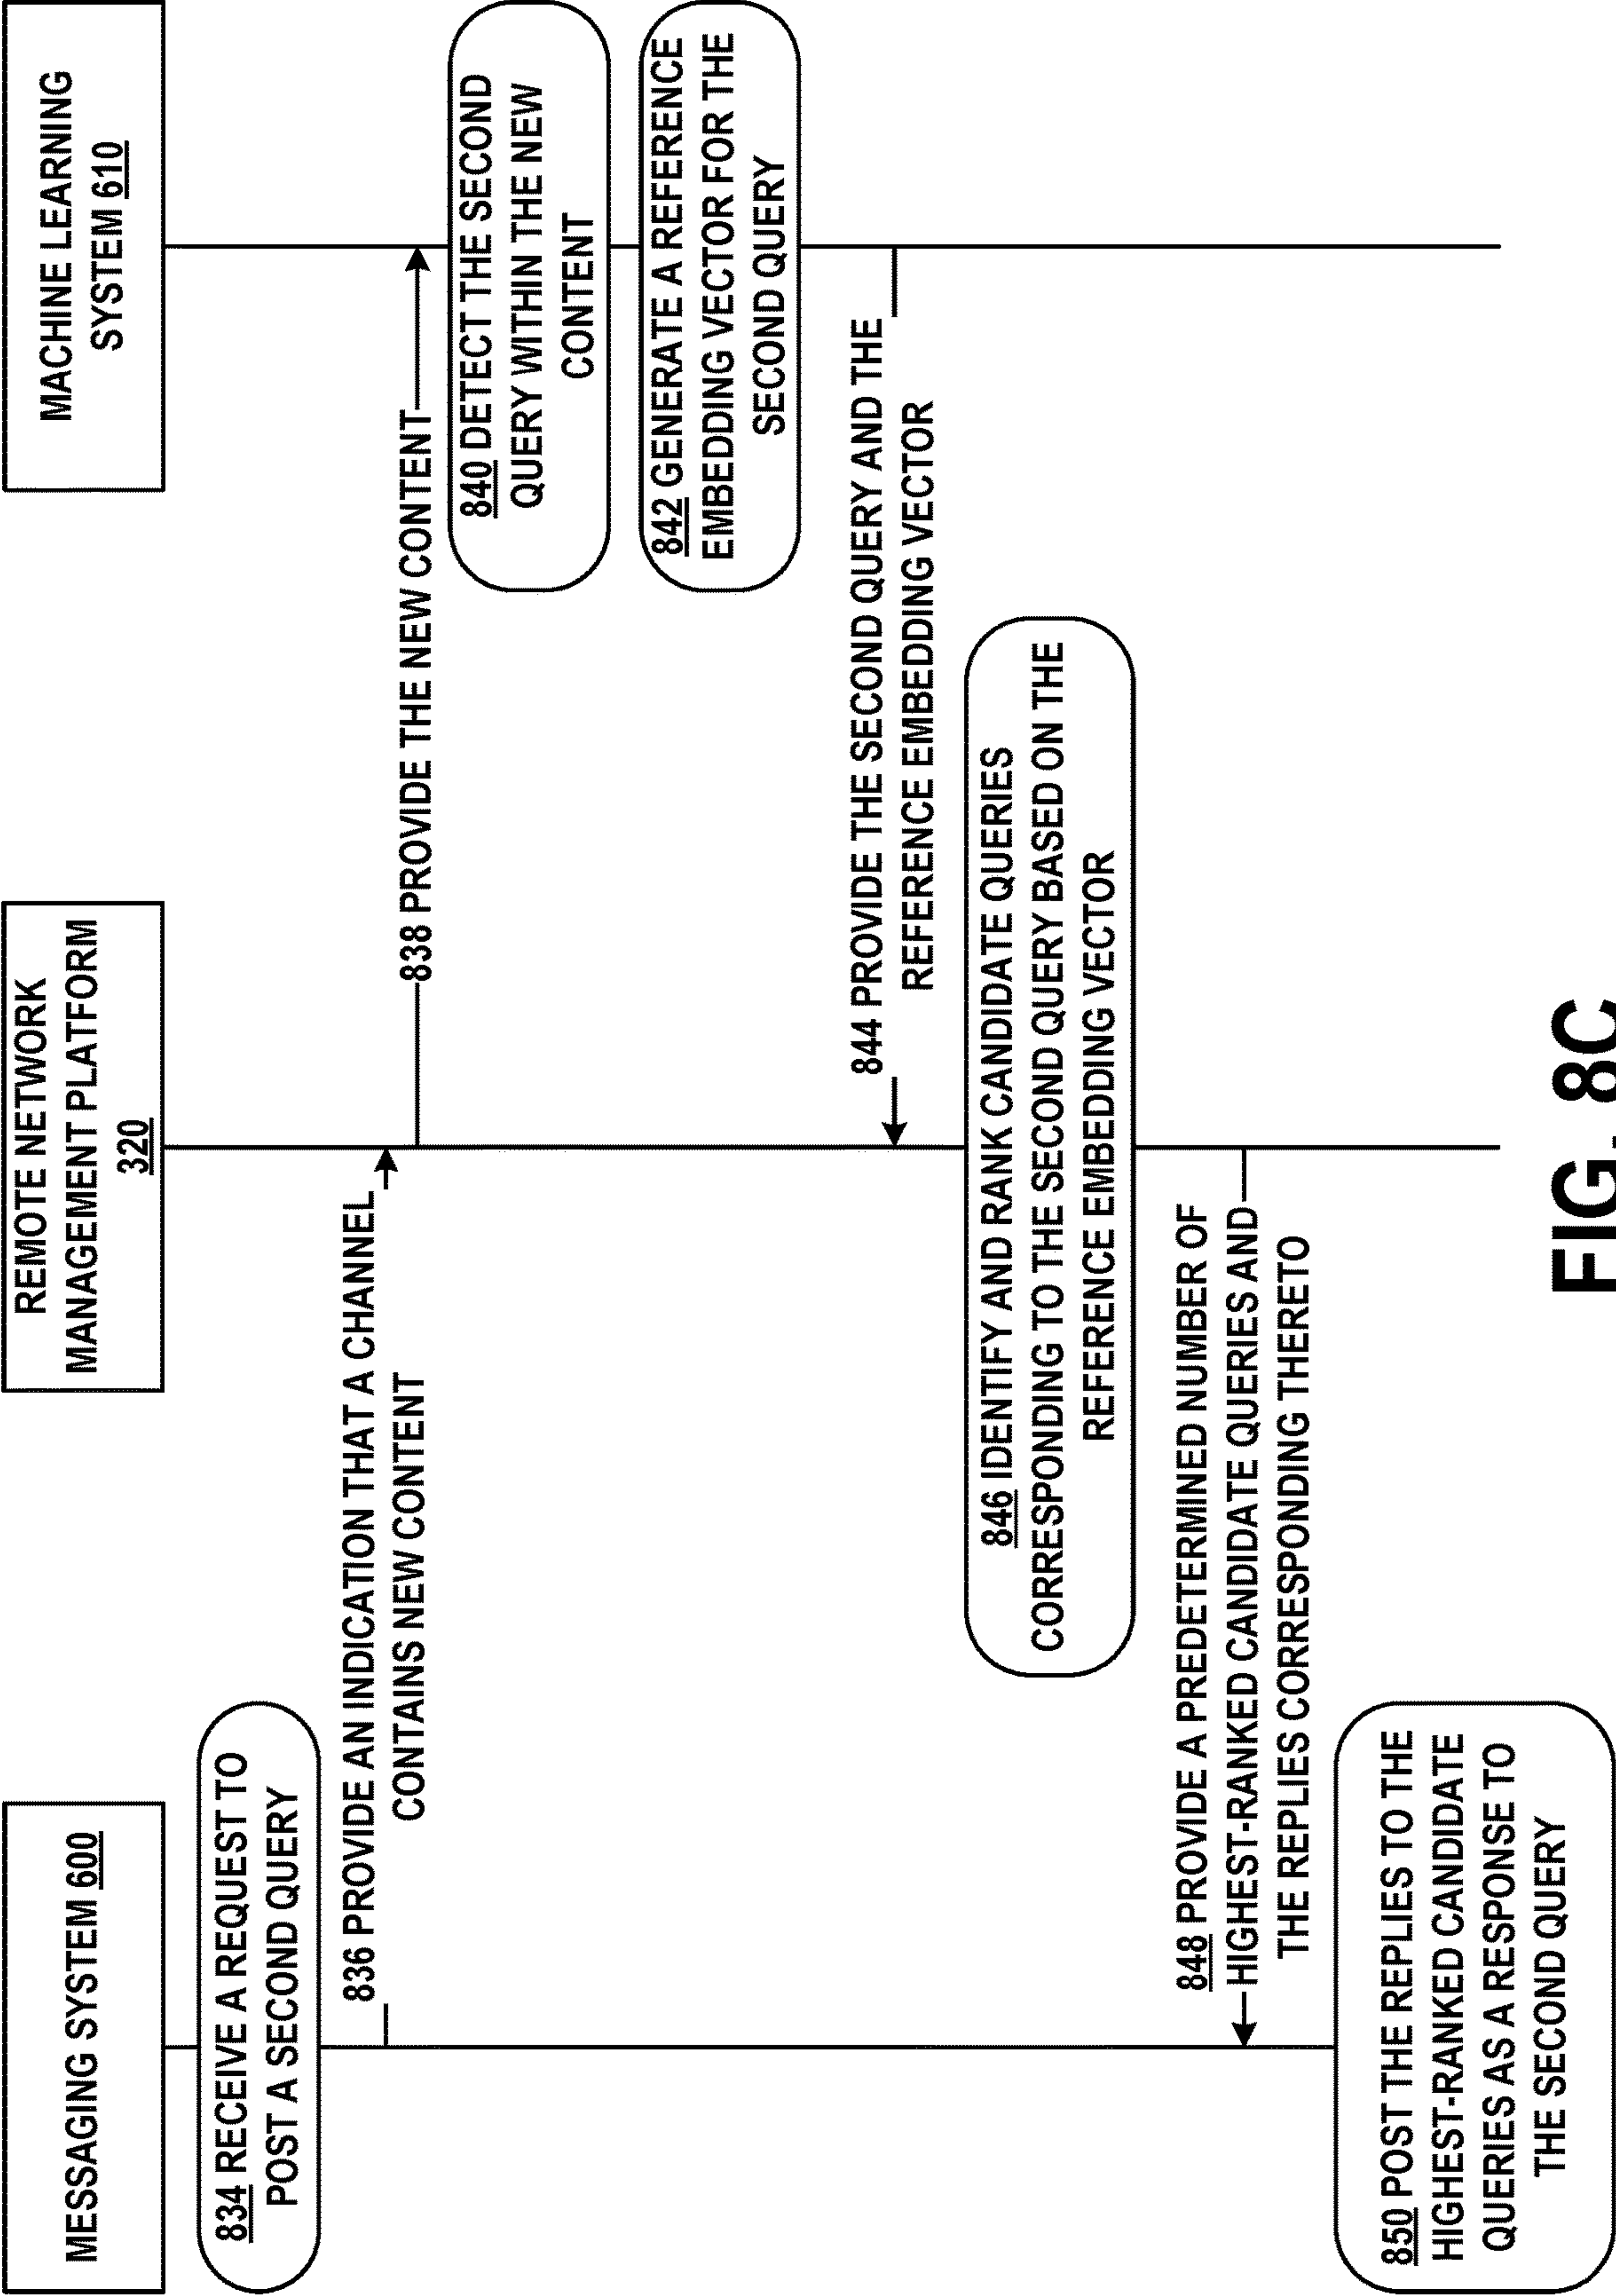 MESSAGING SYSTEM 600
REMOTE NETWORK
MANAGEMENT PLATFORM
320
MACHINE LEARNING
SYSTEM 610
834 RECEIVE A REQUEST TO
POST A SECOND QUERY
836 PROVIDE AN INDICATION THAT A CHANNEL
CONTAINS NEW CONTENT
838 PROVIDE THE NEW CONTENT
840 DETECT THE SECOND
QUERY WITHIN THE NEW
CONTENT
842 GENERATE A REFERENCE
EMBEDDING VECTOR FOR THE
SECOND QUERY
844 PROVIDE THE SECOND QUERY AND THE
REFERENCE EMBEDDING VECTOR
846 IDENTIFY AND RANK CANDIDATE QUERIES
CORRESPONDING TO THE SECOND QUERY BASED ON THE
REFERENCE EMBEDDING VECTOR
848 PROVIDE A PREDETERMINED NUMBER OF
HIGHEST-RANKED CANDIDATE QUERIES AND
THE REPLIES CORRESPONDING THERETO
850 POST THE REPLIES TO THE
HIGHEST-RANKED CANDIDATE
QUERIES AS A RESPONSE TO
THE SECOND QUERY
FIG. 8C